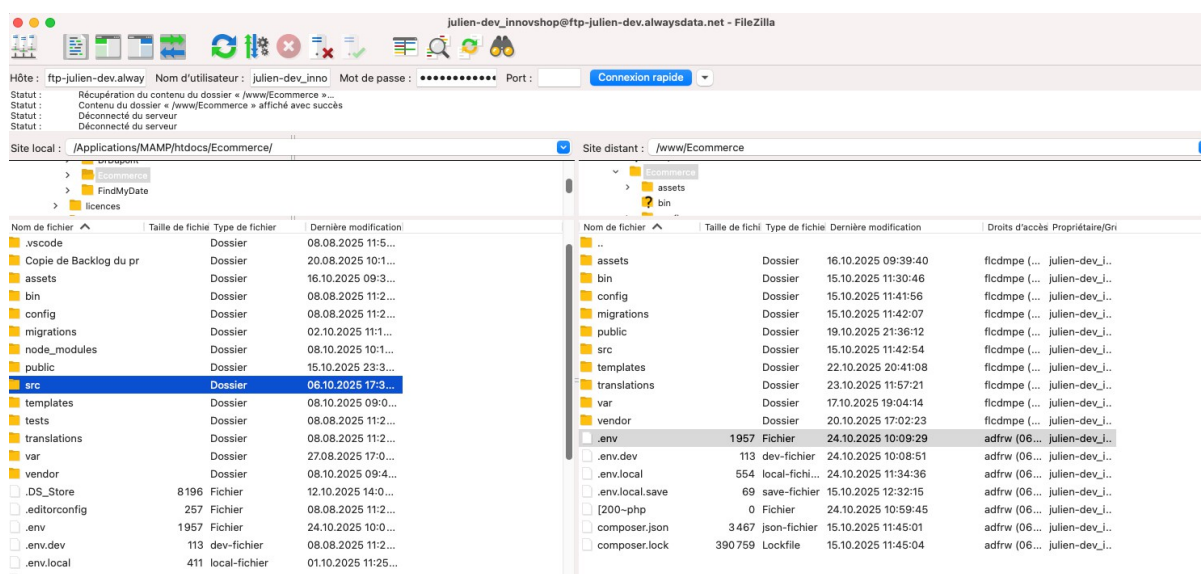 julien-dev_innovshop@ftp-julien-dev.alwaysdata.net - FileZilla
Hôte : ftp-julien-dev.alway Nom d'utilisateur : julien-dev_inno Mot de passe : •••••••••••• Port : Connexion rapide
Statut : Récupération du contenu du dossier « /www/Ecommerce »...
Statut : Contenu du dossier « /www/Ecommerce » affiché avec succès
Statut : Déconnecté du serveur
Statut : Déconnecté du serveur
Site local : /Applications/MAMP/htdocs/Ecommerce/
Ecommerce
FindMyDate
licences
Nom de fichier Taille de fichie Type de fichier Dernière modification
.vscode Dossier 08.08.2025 11:5...
Copie de Backlog du pr Dossier 20.08.2025 10:1...
assets Dossier 16.10.2025 09:3...
bin Dossier 08.08.2025 11:2...
config Dossier 08.08.2025 11:2...
migrations Dossier 02.10.2025 11:1...
node_modules Dossier 08.10.2025 10:1...
public Dossier 15.10.2025 23:3...
src Dossier 06.10.2025 17:3...
templates Dossier 08.10.2025 09:0...
tests Dossier 08.08.2025 11:2...
translations Dossier 08.08.2025 11:2...
var Dossier 27.08.2025 17:0...
vendor Dossier 08.10.2025 09:4...
.DS_Store 8196 Fichier 12.10.2025 14:0...
.editorconfig 257 Fichier 08.08.2025 11:2...
.env 1957 Fichier 24.10.2025 10:0...
.env.dev 113 dev-fichier 08.08.2025 11:2...
.env.local 411 local-fichier 01.10.2025 11:25...
Site distant : /www/Ecommerce
Ecommerce
assets
bin
Nom de fichier Taille de fichi Type de fichie Dernière modification Droits d'accès Propriétaire/Gr
..
assets Dossier 16.10.2025 09:39:40 flcdmpe (... julien-dev_i..
bin Dossier 15.10.2025 11:30:46 flcdmpe (... julien-dev_i..
config Dossier 15.10.2025 11:41:56 flcdmpe (... julien-dev_i..
migrations Dossier 15.10.2025 11:42:07 flcdmpe (... julien-dev_i..
public Dossier 19.10.2025 21:36:12 flcdmpe (... julien-dev_i..
src Dossier 15.10.2025 11:42:54 flcdmpe (... julien-dev_i..
templates Dossier 22.10.2025 20:41:08 flcdmpe (... julien-dev_i..
translations Dossier 23.10.2025 11:57:21 flcdmpe (... julien-dev_i..
var Dossier 17.10.2025 19:04:14 flcdmpe (... julien-dev_i..
vendor Dossier 20.10.2025 17:02:23 flcdmpe (... julien-dev_i..
.env 1957 Fichier 24.10.2025 10:09:29 adfrw (06... julien-dev_i..
.env.dev 113 dev-fichier 24.10.2025 10:08:51 adfrw (06... julien-dev_i..
.env.local 554 local-fichi... 24.10.2025 11:34:36 adfrw (06... julien-dev_i..
.env.local.save 69 save-fichier 15.10.2025 12:32:15 adfrw (06... julien-dev_i..
[200~php 0 Fichier 24.10.2025 10:59:45 adfrw (06... julien-dev_i..
composer.json 3467 json-fichier 15.10.2025 11:45:01 adfrw (06... julien-dev_i..
composer.lock 390759 Lockfile 15.10.2025 11:45:04 adfrw (06... julien-dev_i..